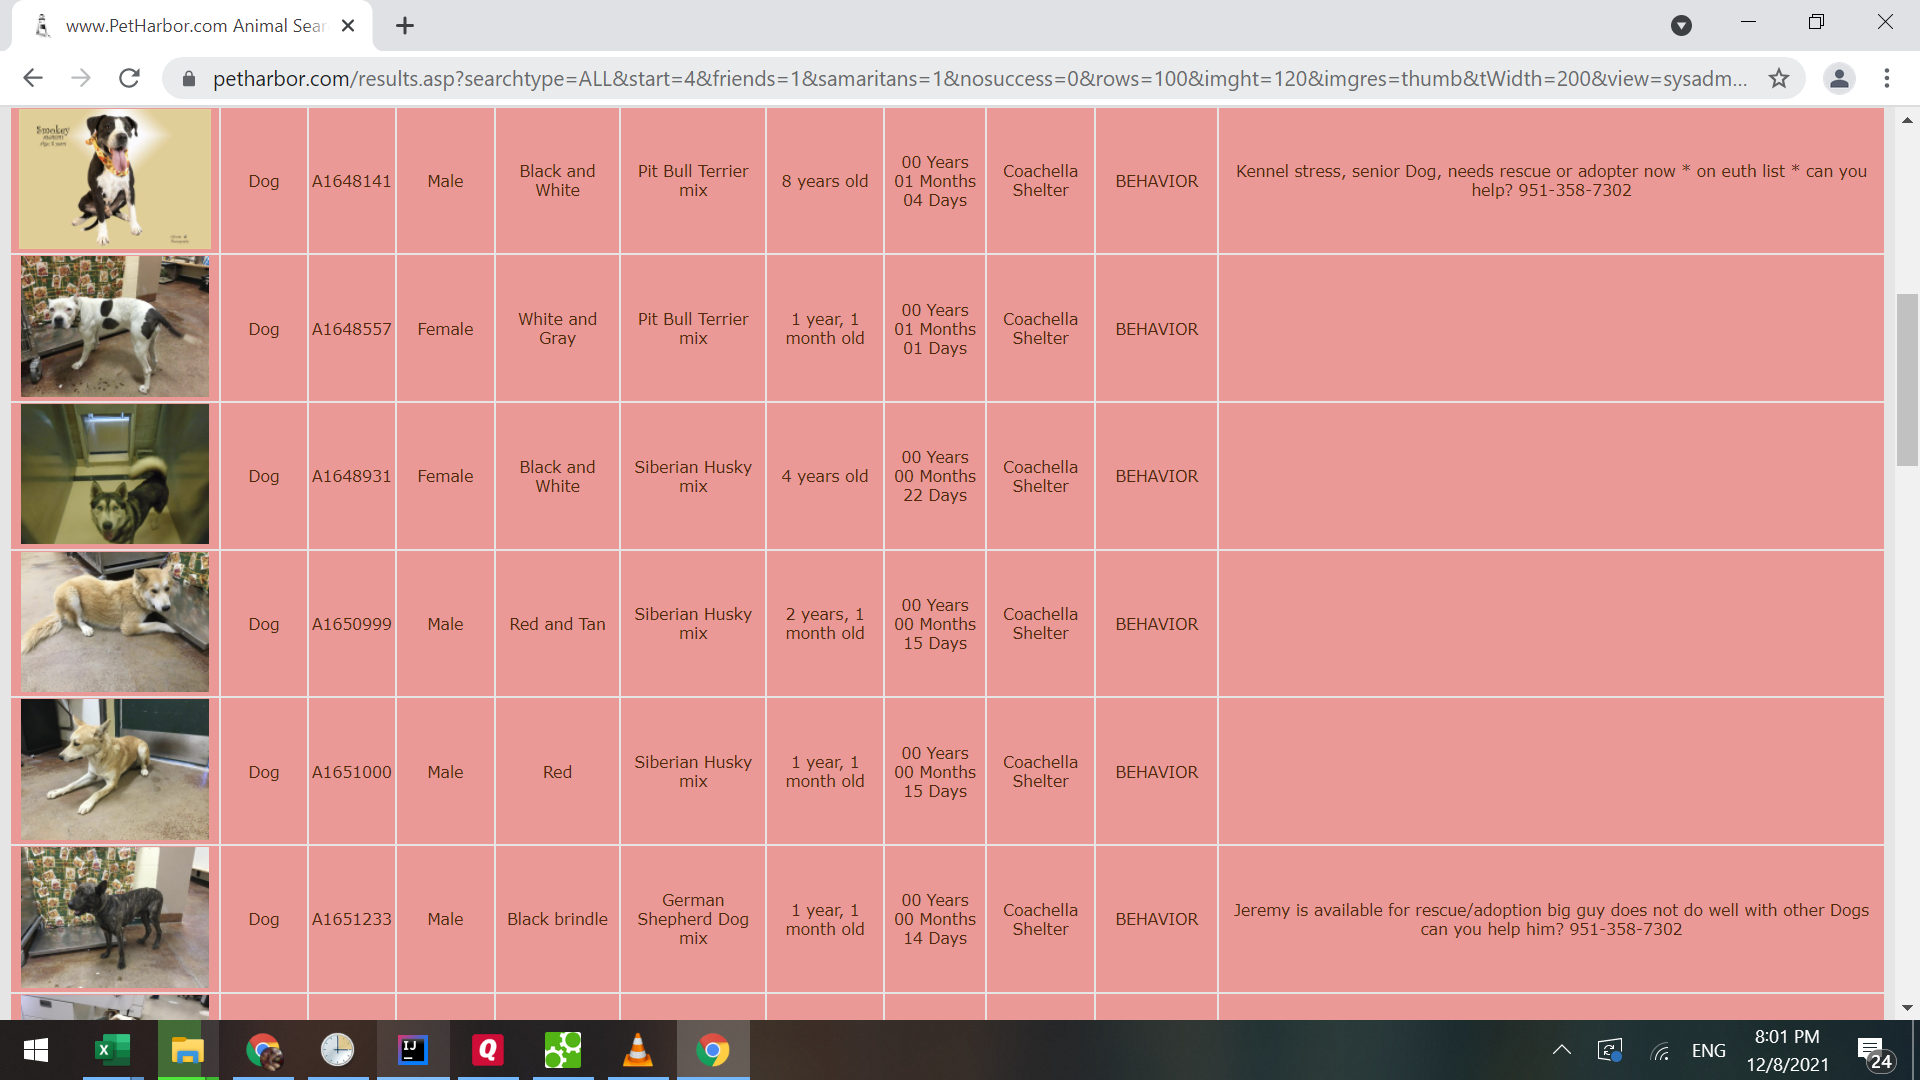 www.PetHarbor.com Animal Sear
petharbor.com/results.asp?searchtype=ALL&start=4&friends=1&samaritans=1&nosuccess=0&rows=100&imght=120&imgres=thumb&tWidth=200&view=sysadm...
Smokey
Dog
A1648141
Male
Black and
White
Pit Bull Terrier
mix
8 years old
00 Years
01 Months
04 Days
Coachella
Shelter
BEHAVIOR
Kennel stress, senior Dog, needs rescue or adopter now * on euth list * can you
help? 951-358-7302
Dog
A1648557
Female
White and
Gray
Pit Bull Terrier
mix
1 year, 1
month old
00 Years
01 Months
01 Days
Coachella
Shelter
BEHAVIOR
Dog
A1648931
Female
Black and
White
Siberian Husky
mix
4 years old
00 Years
00 Months
22 Days
Coachella
Shelter
BEHAVIOR
Dog
A1650999
Male
Red and Tan
Siberian Husky
mix
2 years, 1
month old
00 Years
00 Months
15 Days
Coachella
Shelter
BEHAVIOR
Dog
A1651000
Male
Red
Siberian Husky
mix
1 year, 1
month old
00 Years
00 Months
15 Days
Coachella
Shelter
BEHAVIOR
Dog
A1651233
Male
Black brindle
German
Shepherd Dog
mix
1 year, 1
month old
00 Years
00 Months
14 Days
Coachella
Shelter
BEHAVIOR
Jeremy is available for rescue/adoption big guy does not do well with other Dogs
can you help him? 951-358-7302
X
IJ
Q
ENG
8:01 PM
12/8/2021
24